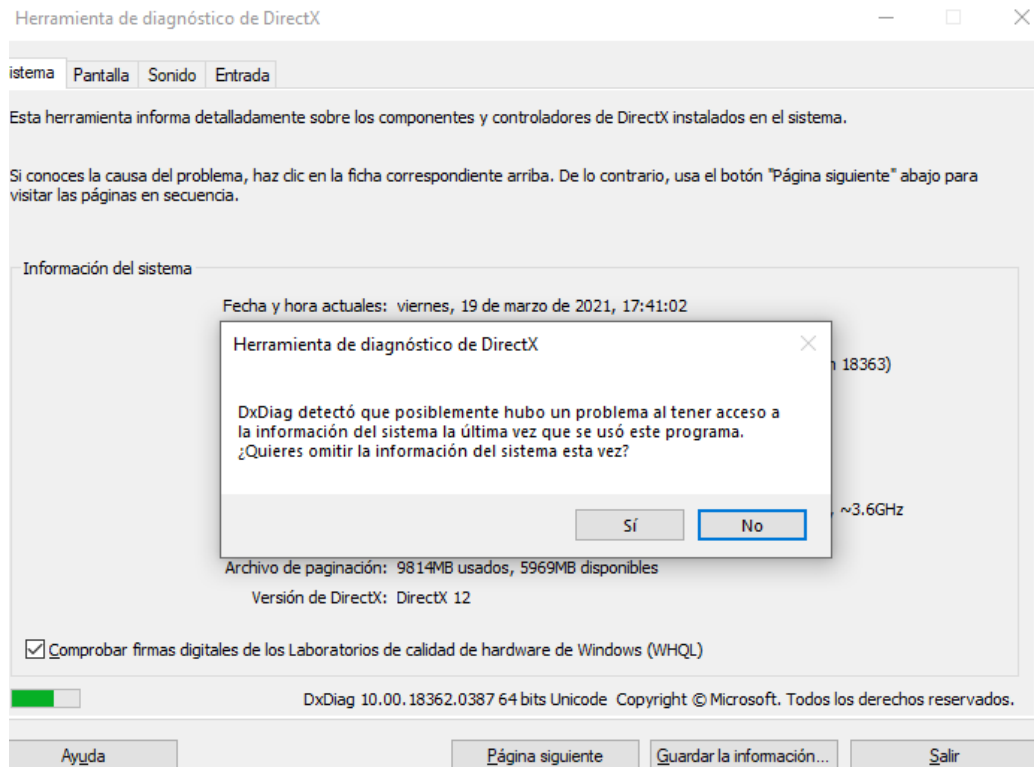 Herramienta de diagnóstico de DirectX
istema Pantalla Sonido Entrada
Esta herramienta informa detalladamente sobre los componentes y controladores de DirectX instalados en el sistema.
Si conoces la causa del problema, haz clic en la ficha correspondiente arriba. De lo contrario, usa el botón "Página siguiente" abajo para
visitar las páginas en secuencia.
Información del sistema
Fecha y hora actuales: viernes, 19 de marzo de 2021, 17:41:02
Herramienta de diagnóstico de DirectX
18363)
DxDiag detectó que posiblemente hubo un problema al tener acceso a
la información del sistema la última vez que se usó este programa.
¿Quieres omitir la información del sistema esta vez?
, ~3.6GHz
Sí No
Archivo de paginación: 9814MB usados, 5969MB disponibles
Versión de DirectX: DirectX 12
Comprobar firmas digitales de los Laboratorios de calidad de hardware de Windows (WHQL)
DxDiag 10.00.18362.0387 64 bits Unicode Copyright © Microsoft. Todos los derechos reservados.
Ayuda Página siguiente Guardar la información... Salir